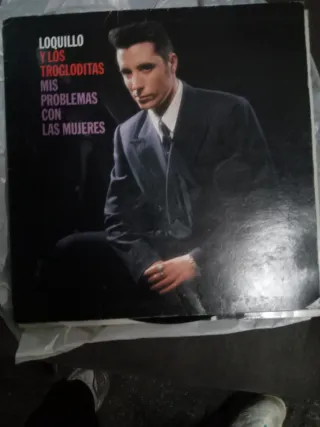 LOQUILLO
Y LOS
TROGLODITAS
MIS
PROBLEMAS
CON
LAS MUJERES